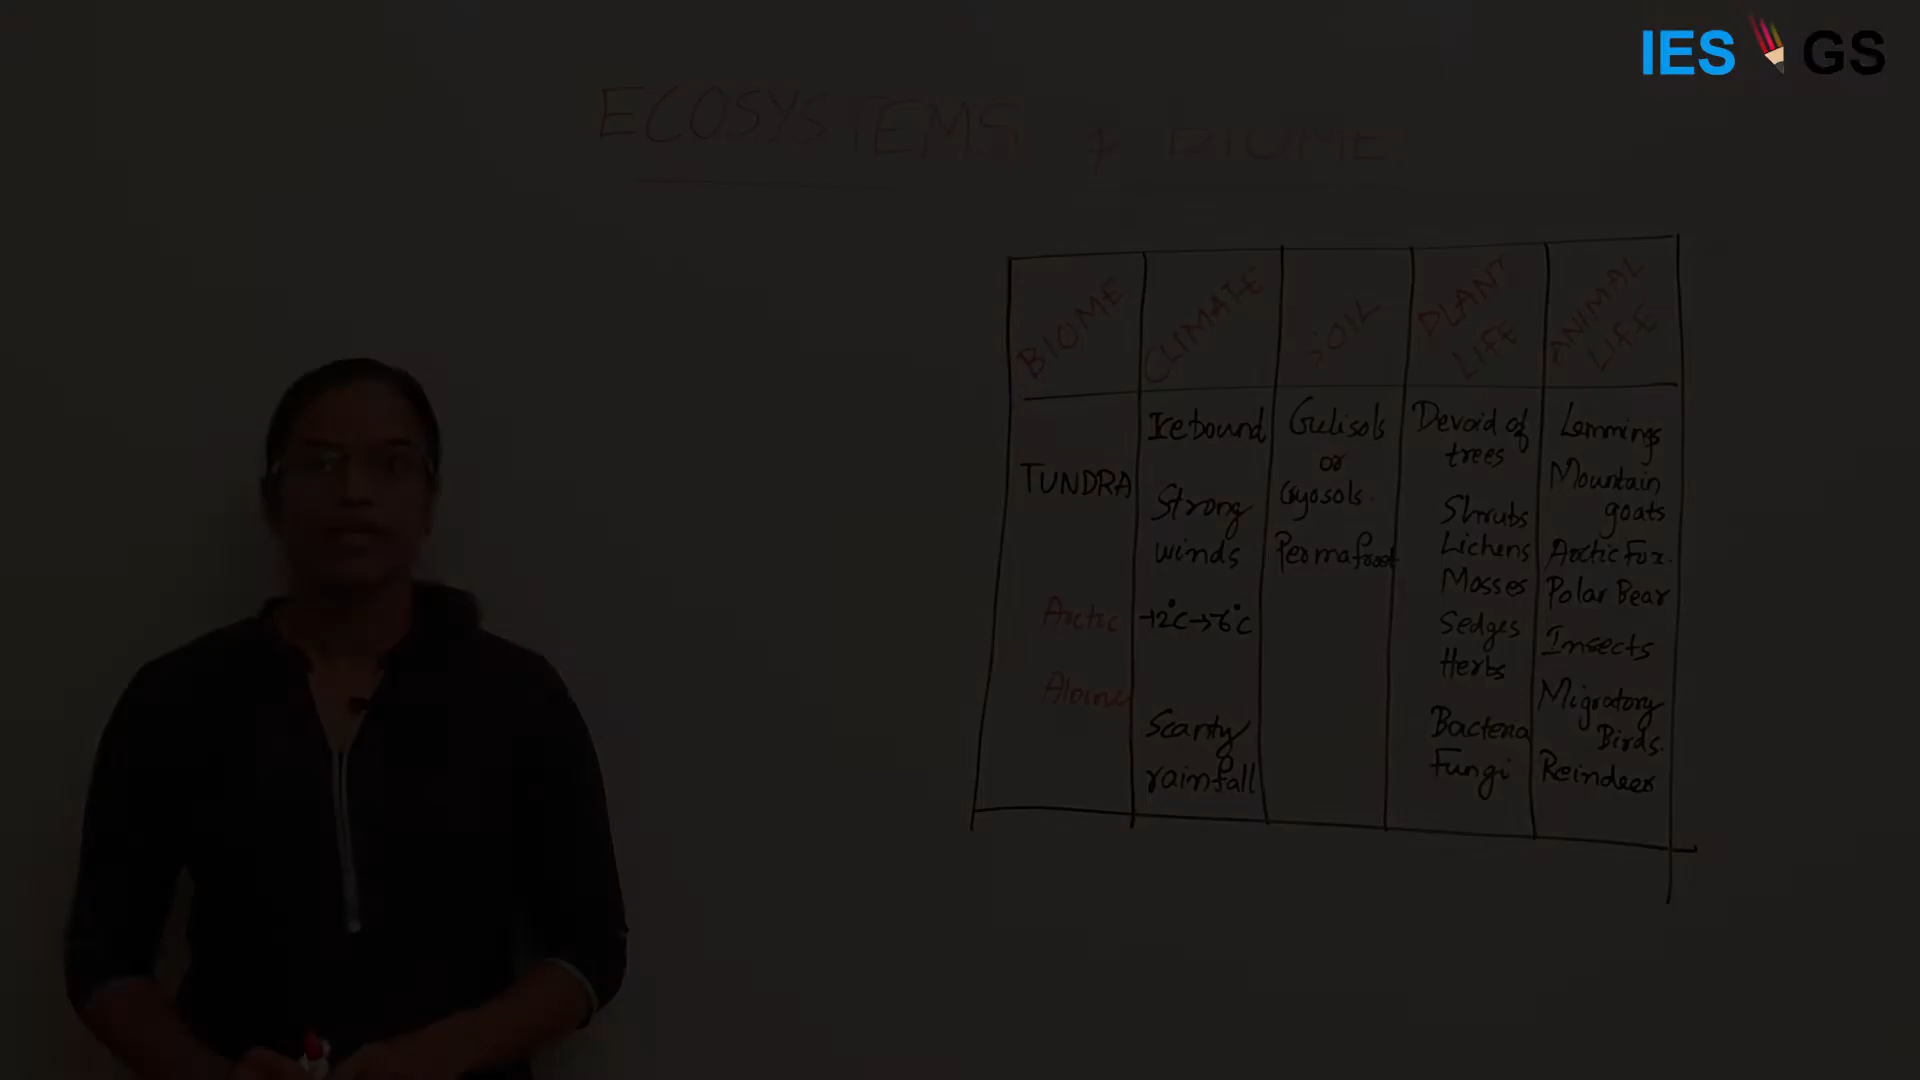 IES GS
ECOSYSTEMS & BIOME
BIOME
CLIMATE
SOIL
PLANT
LIFE
ANIMAL
LIFE
TUNDRA
Arctic
Alpine
Icebound
Strong
winds
-12°C→-6°C
Scanty
rainfall
Gelisols
or
Cryosols.
Permafrost
Devoid of
trees
Shrubs
Lichens
Mosses
Sedges
Herbs
Bacteria
Fungi
Lemmings
Mountain
goats
Arctic Fox.
Polar Bear
Insects
Migratory
Birds.
Reindeer